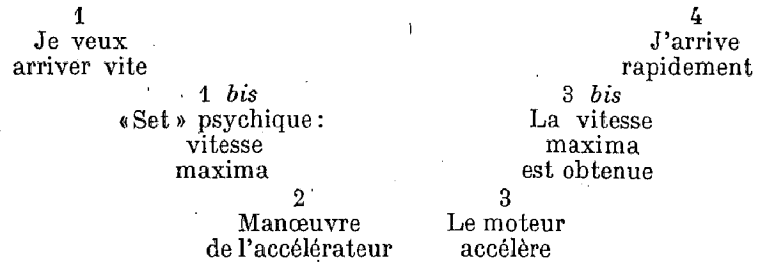 1
Je veux
arriver vite
4
J'arrive
rapidement
1 bis
«Set» psychique:
vitesse
maxima
3 bis
La vitesse
maxima
est obtenue
2
Manœuvre
de l'accélérateur
3
Le moteur
accélère